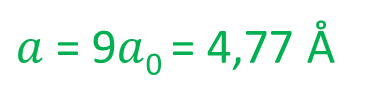 a = 9a₀ = 4,77 Å